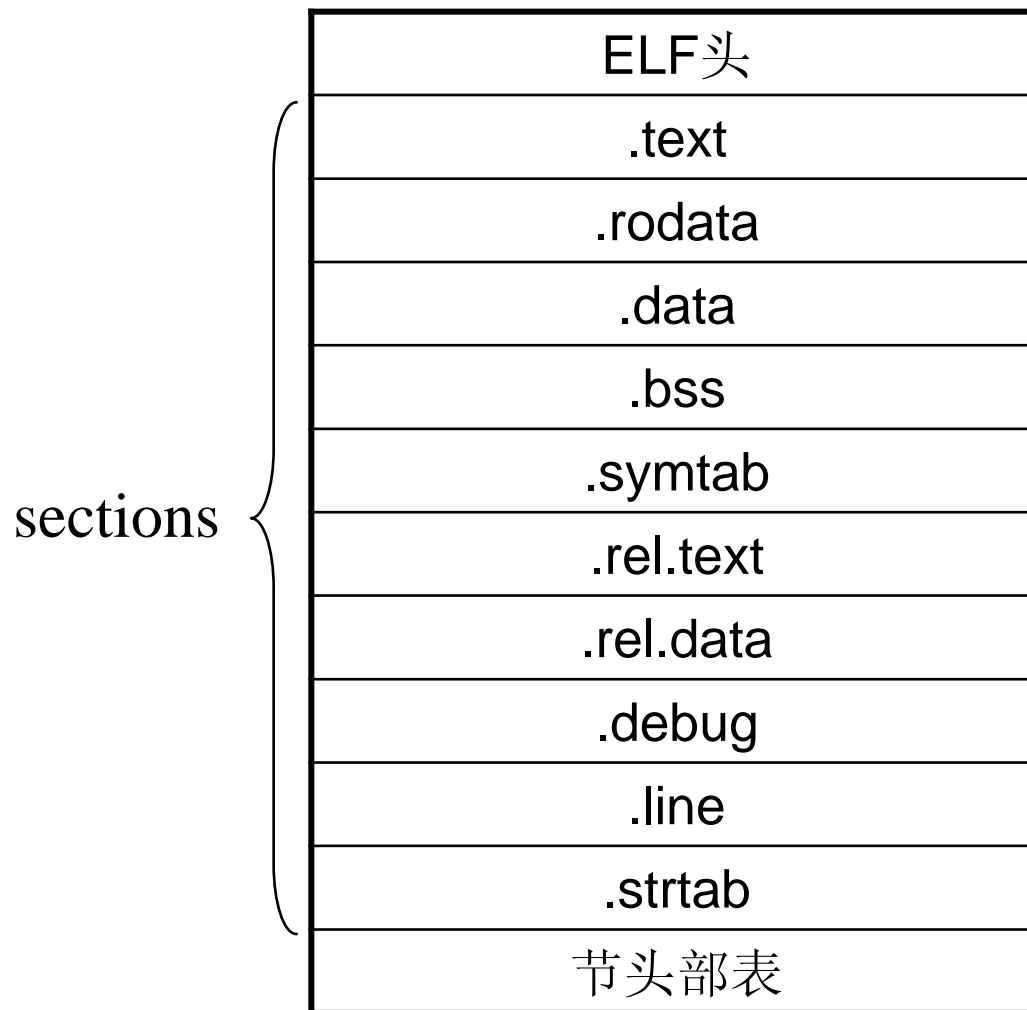 ELF头
.text
.rodata
.data
.bss
.symtab
sections
.rel.text
.rel.data
.debug
.line
.strtab
节头部表